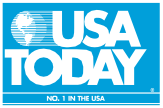 USA
TODAY®
NO. 1 IN THE USA